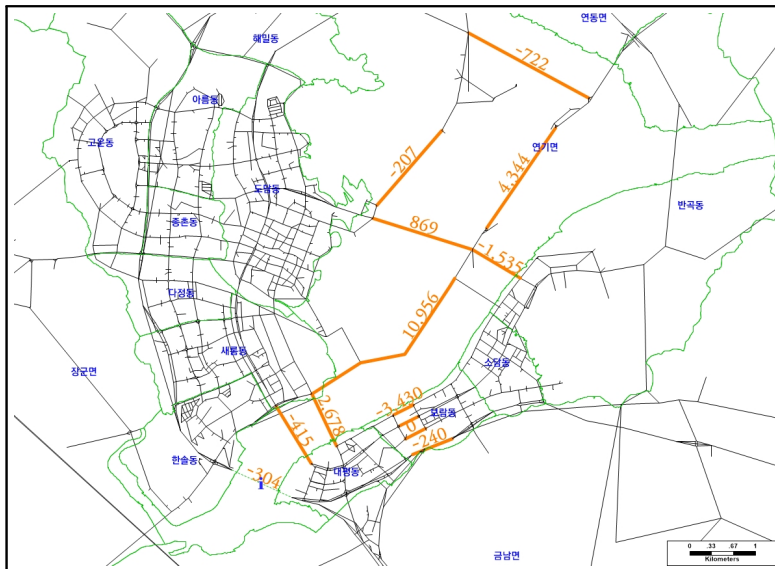 연동면
해밀동
-722
아름동
고운동
연기면
-207
4,344
도담동
반곡동
종촌동
869
-1,535
다정동
10,956
새롬동
소담동
장군면
-3,430
보람동
2,678
-415
0
-240
한솔동
-304
대평동
1
금남면
0 .33 .67 1
Kilometers